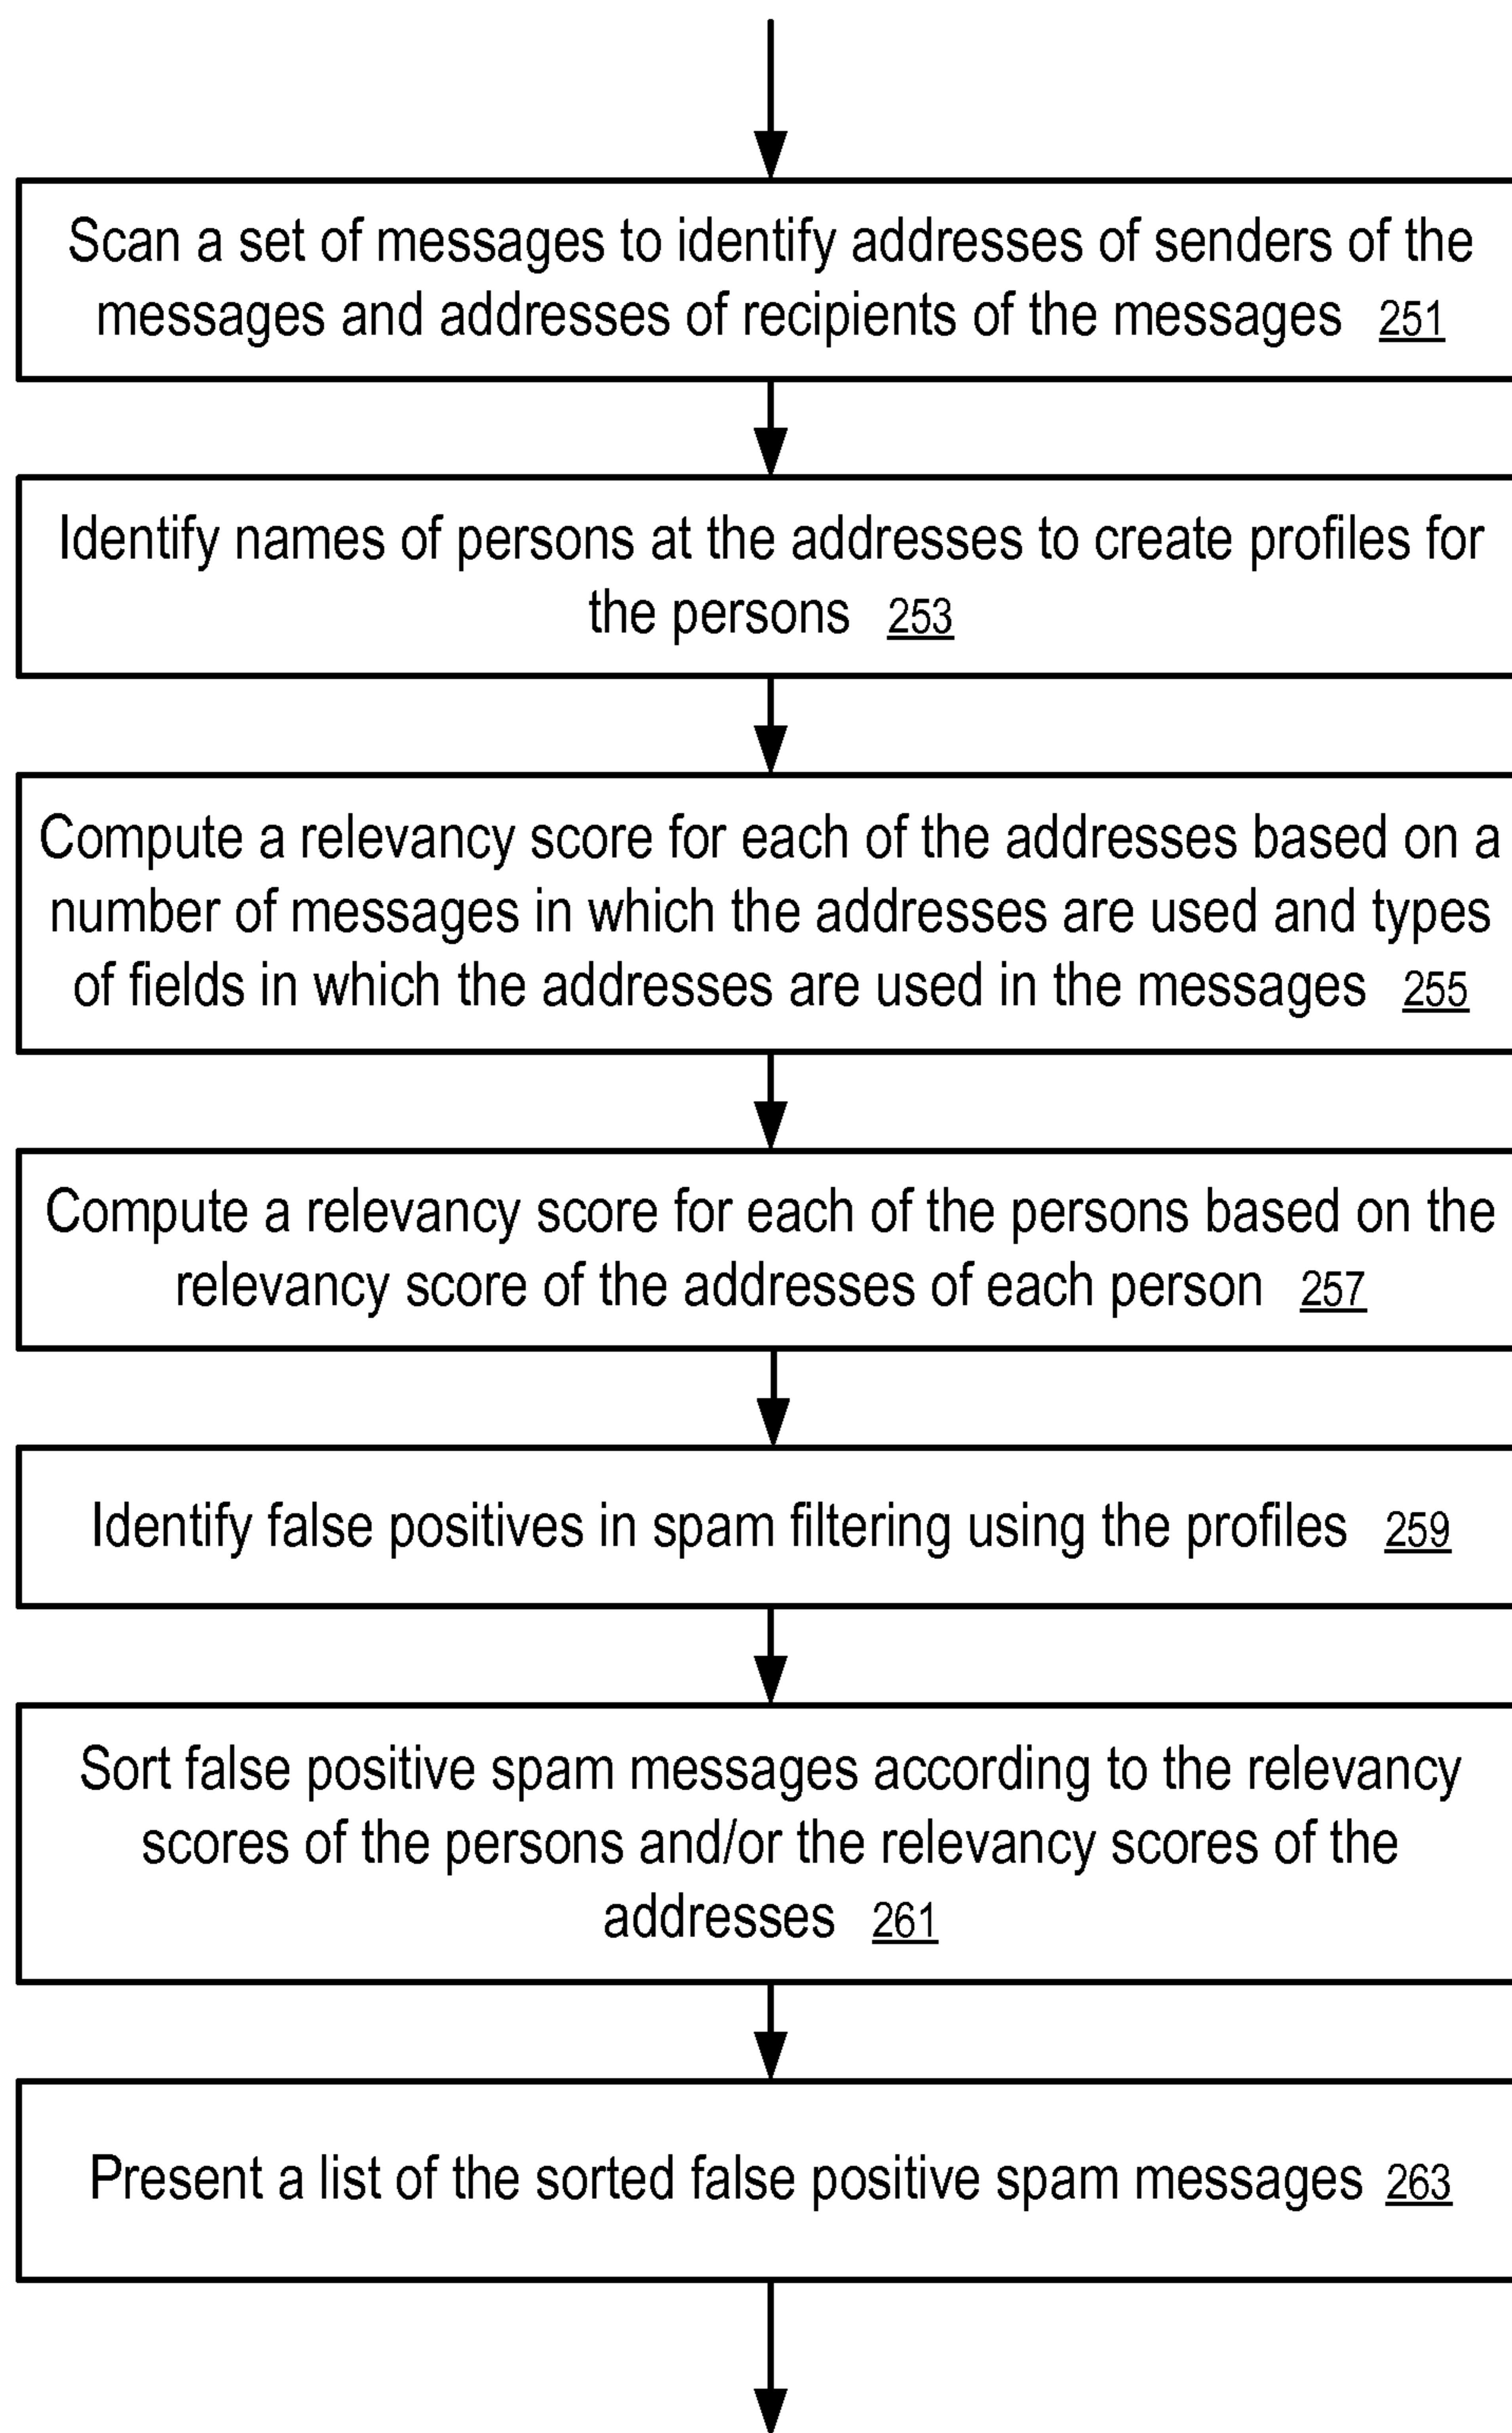 Scan a set of messages to identify addresses of senders of the
messages and addresses of recipients of the messages 251
Identify names of persons at the addresses to create profiles for
the persons 253
Compute a relevancy score for each of the addresses based on a
number of messages in which the addresses are used and types
of fields in which the addresses are used in the messages 255
Compute a relevancy score for each of the persons based on the
relevancy score of the addresses of each person 257
Identify false positives in spam filtering using the profiles 259
Sort false positive spam messages according to the relevancy
scores of the persons and/or the relevancy scores of the
addresses 261
Present a list of the sorted false positive spam messages 263